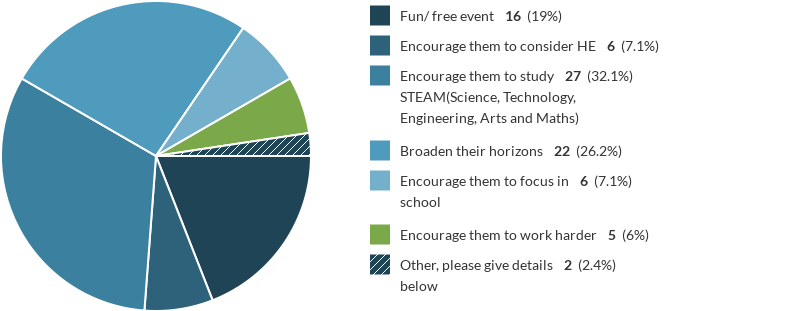 Fun/ free event 16 (19%)
Encourage them to consider HE 6 (7.1%)
Encourage them to study 27 (32.1%)
STEAM(Science, Technology,
Engineering, Arts and Maths)
Broaden their horizons 22 (26.2%)
Encourage them to focus in 6 (7.1%)
school
Encourage them to work harder 5 (6%)
Other, please give details 2 (2.4%)
below